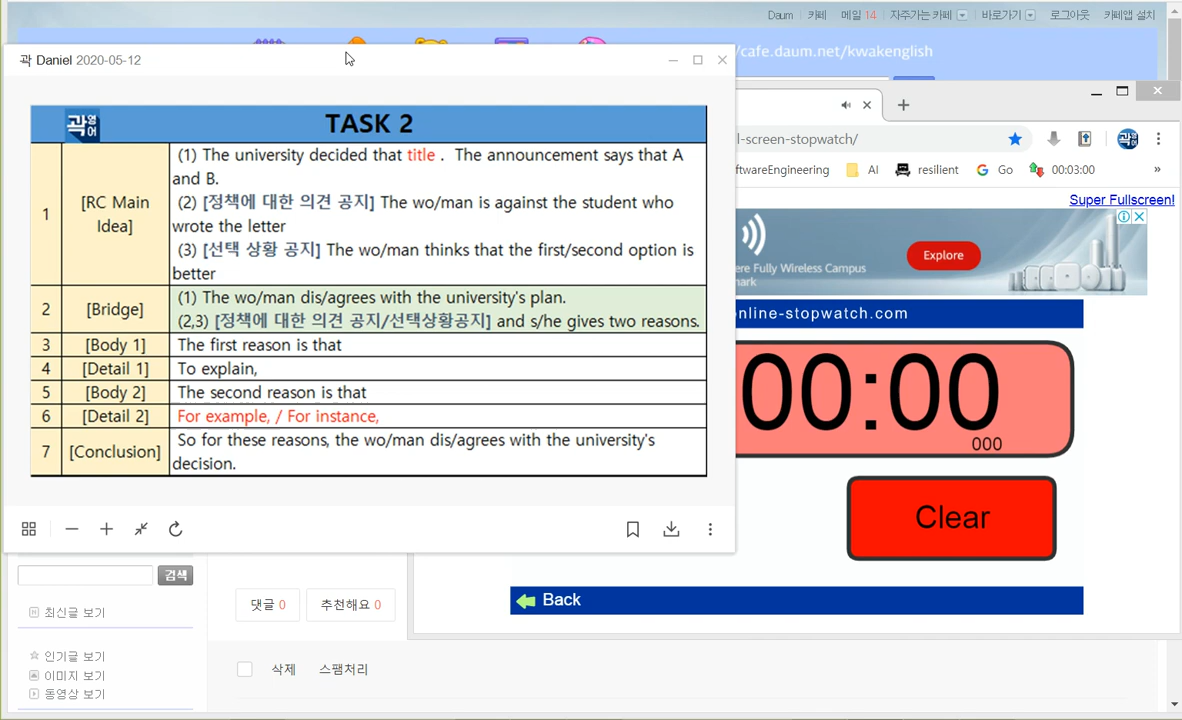 Daum 카페 메일 14 자주가는 카페 바로가기 로그아웃 카페앱 설치
/cafe.daum.net/kwakenglish
곽 Daniel 2020-05-12
곽영어
TASK 2
1
[RC Main
Idea]
(1) The university decided that title . The announcement says that A
and B.
(2) [정책에 대한 의견 공지] The wo/man is against the student who
wrote the letter
(3) [선택 상황 공지] The wo/man thinks that the first/second option is
better
2
[Bridge]
(1) The wo/man dis/agrees with the university's plan.
(2,3) [정책에 대한 의견 공지/선택상황공지] and s/he gives two reasons.
3 [Body 1] The first reason is that
4 [Detail 1] To explain,
5 [Body 2] The second reason is that
6 [Detail 2] For example, / For instance,
7 [Conclusion]
So for these reasons, the wo/man dis/agrees with the university's
decision.
l-screen-stopwatch/
ftwareEngineering AI resilient Go 00:03:00 »
Super Fullscreen!
ere Fully Wireless Campus
mark
Explore
nline-stopwatch.com
00:00
000
Clear
Back
검색
최신글 보기
인기글 보기
이미지 보기
동영상 보기
댓글 0 추천해요 0
삭제 스팸처리